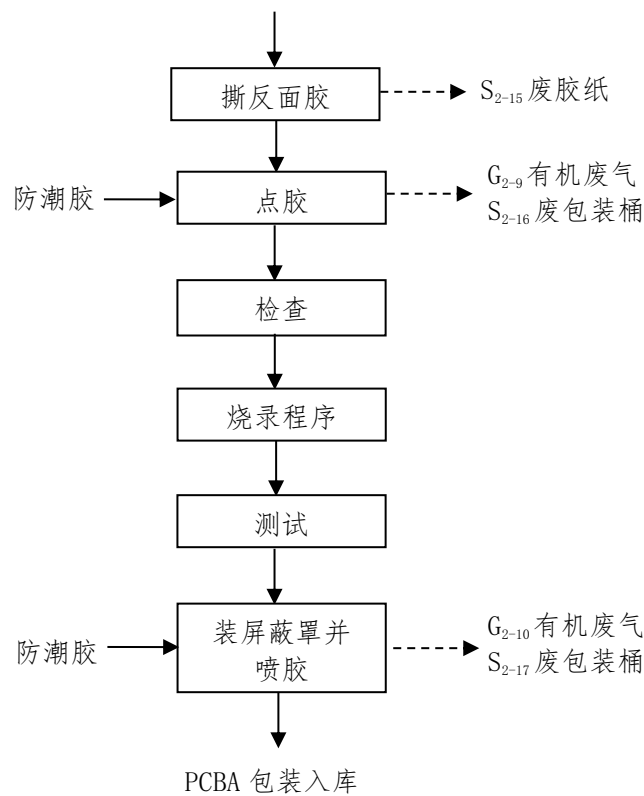 撕反面胶
S₂₋₁₅废胶纸
防潮胶
点胶
G₂₋₉有机废气
S₂₋₁₆废包装桶
检查
烧录程序
测试
防潮胶
装屏蔽罩并
喷胶
G₂₋₁₀有机废气
S₂₋₁₇废包装桶
PCBA 包装入库